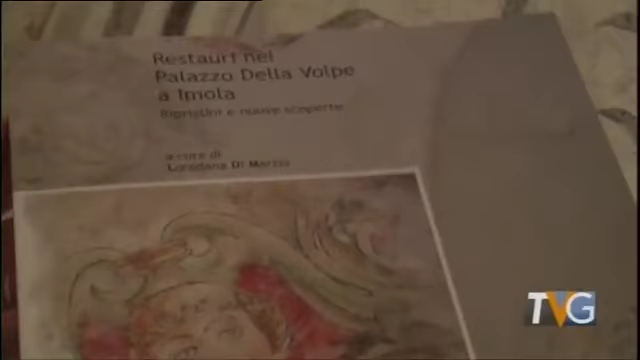 Restauri nel
Palazzo Della Volpe
a Imola
Ripristini e nuove scoperte
a cura di
Loredana Di Marzio
TVG